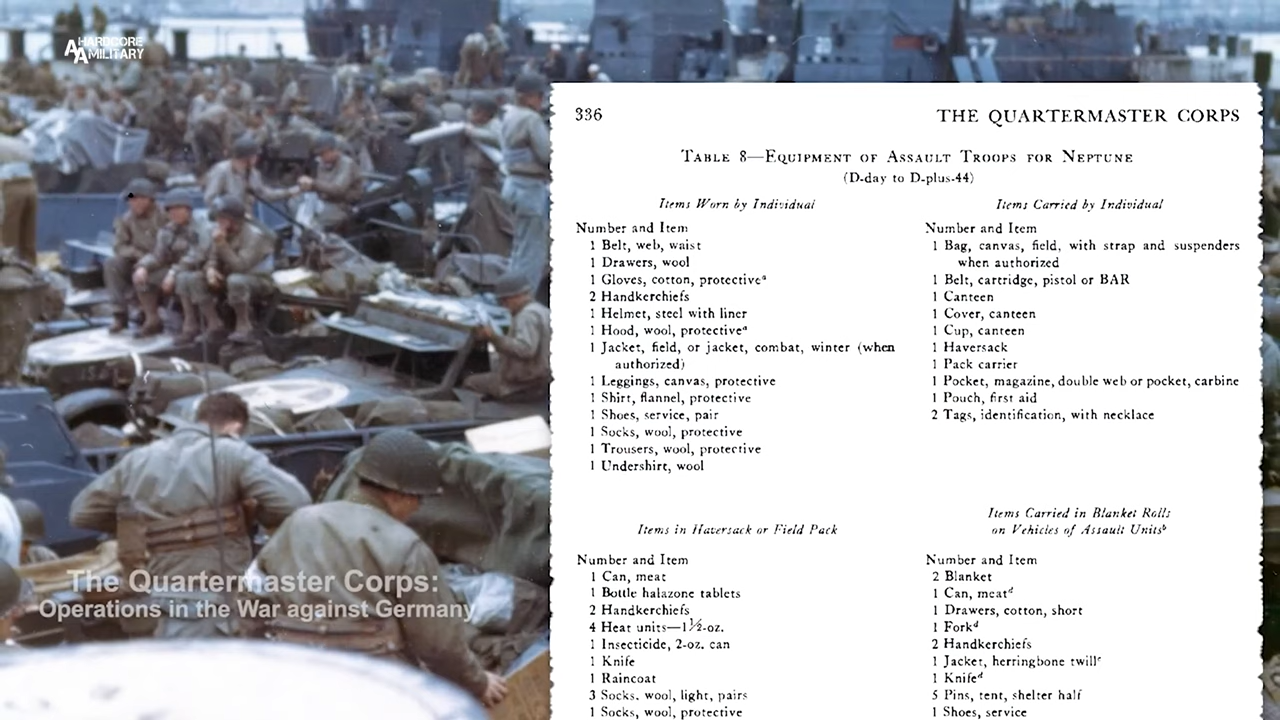 HARDCORE
AA MILITARY
17
The Quartermaster Corps:
Operations in the War against Germany
336
THE QUARTERMASTER CORPS
TABLE 8—EQUIPMENT OF ASSAULT TROOPS FOR NEPTUNE
(D-day to D-plus-44)
Items Worn by Individual
Number and Item
1 Belt, web, waist
1 Drawers, wool
1 Gloves, cotton, protectiveᵃ
2 Handkerchiefs
1 Helmet, steel with liner
1 Hood, wool, protectiveᵃ
1 Jacket, field, or jacket, combat, winter (when
authorized)
1 Leggings, canvas, protective
1 Shirt, flannel, protective
1 Shoes, service, pair
1 Socks, wool, protective
1 Trousers, wool, protective
1 Undershirt, wool
Items Carried by Individual
Number and Item
1 Bag, canvas, field, with strap and suspenders
when authorized
1 Belt, cartridge, pistol or BAR
1 Canteen
1 Cover, canteen
1 Cup, canteen
1 Haversack
1 Pack carrier
1 Pocket, magazine, double web or pocket, carbine
1 Pouch, first aid
2 Tags, identification, with necklace
Items in Haversack or Field Pack
Number and Item
1 Can, meat
1 Bottle halazone tablets
2 Handkerchiefs
4 Heat units—1½-oz.
1 Insecticide, 2-oz. can
1 Knife
1 Raincoat
3 Socks, wool, light, pairs
1 Socks, wool, protective
Items Carried in Blanket Rolls
on Vehicles of Assault Unitsᵇ
Number and Item
2 Blanket
1 Can, meatᵈ
1 Drawers, cotton, short
1 Forkᵈ
2 Handkerchiefs
1 Jacket, herringbone twillᶜ
1 Knifeᵈ
5 Pins, tent, shelter half
1 Shoes, service